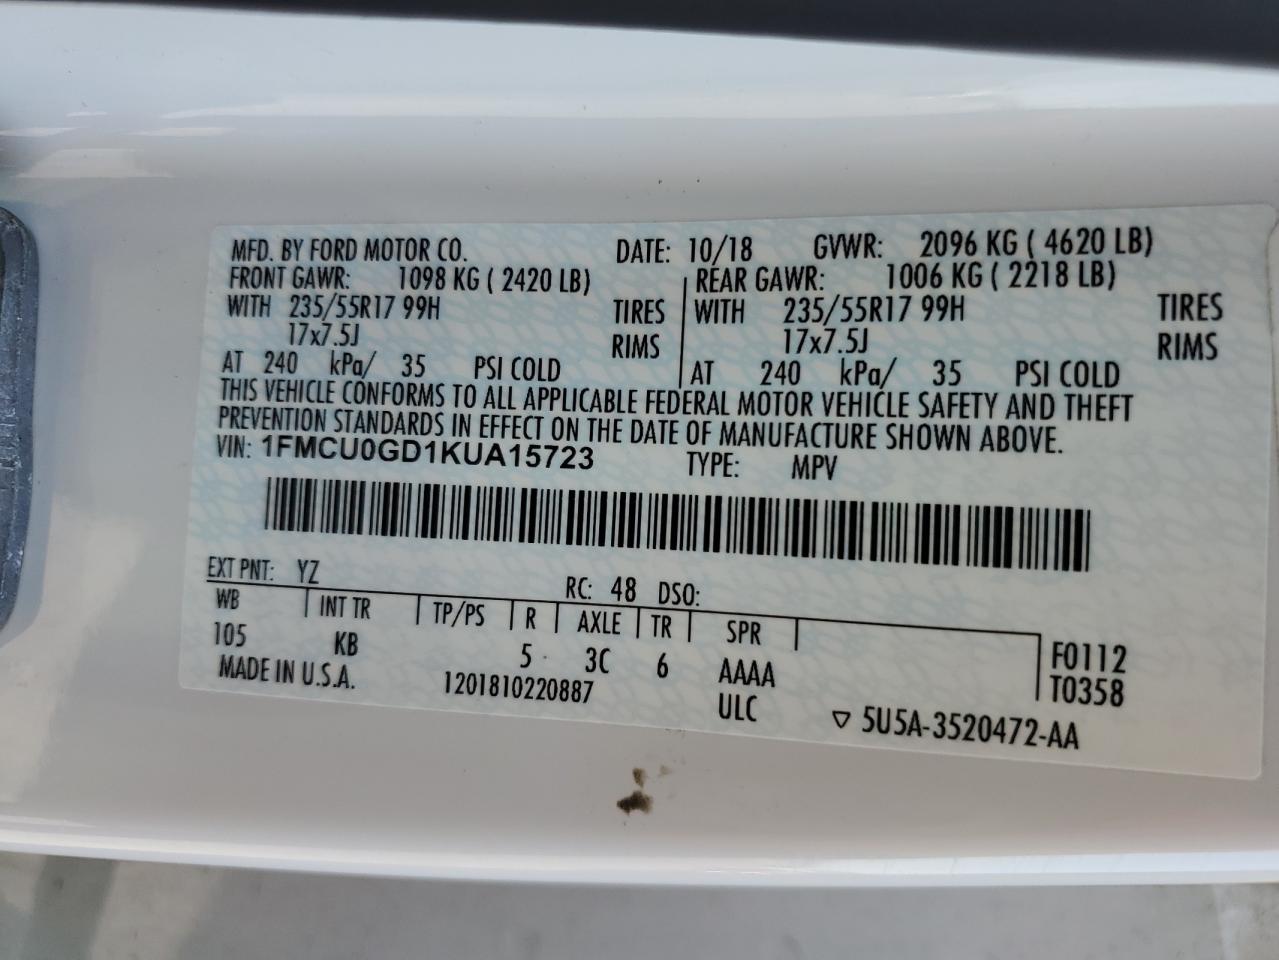 MFD. BY FORD MOTOR CO. DATE: 10/18 GVWR: 2096 KG ( 4620 LB)
FRONT GAWR: 1098 KG ( 2420 LB) REAR GAWR: 1006 KG ( 2218 LB)
WITH 235/55R17 99H TIRES WITH 235/55R17 99H TIRES
17x7.5J RIMS 17x7.5J RIMS
AT 240 kPa/ 35 PSI COLD AT 240 kPa/ 35 PSI COLD
THIS VEHICLE CONFORMS TO ALL APPLICABLE FEDERAL MOTOR VEHICLE SAFETY AND THEFT
PREVENTION STANDARDS IN EFFECT ON THE DATE OF MANUFACTURE SHOWN ABOVE.
VIN: 1FMCU0GD1KUA15723 TYPE: MPV
EXT PNT: YZ RC: 48 DSO:
WB INT TR TP/PS R AXLE TR SPR
105 KB 5 3C 6 AAAA F0112
MADE IN U.S.A. 1201810220887 ULC T0358
▽ 5U5A-3520472-AA